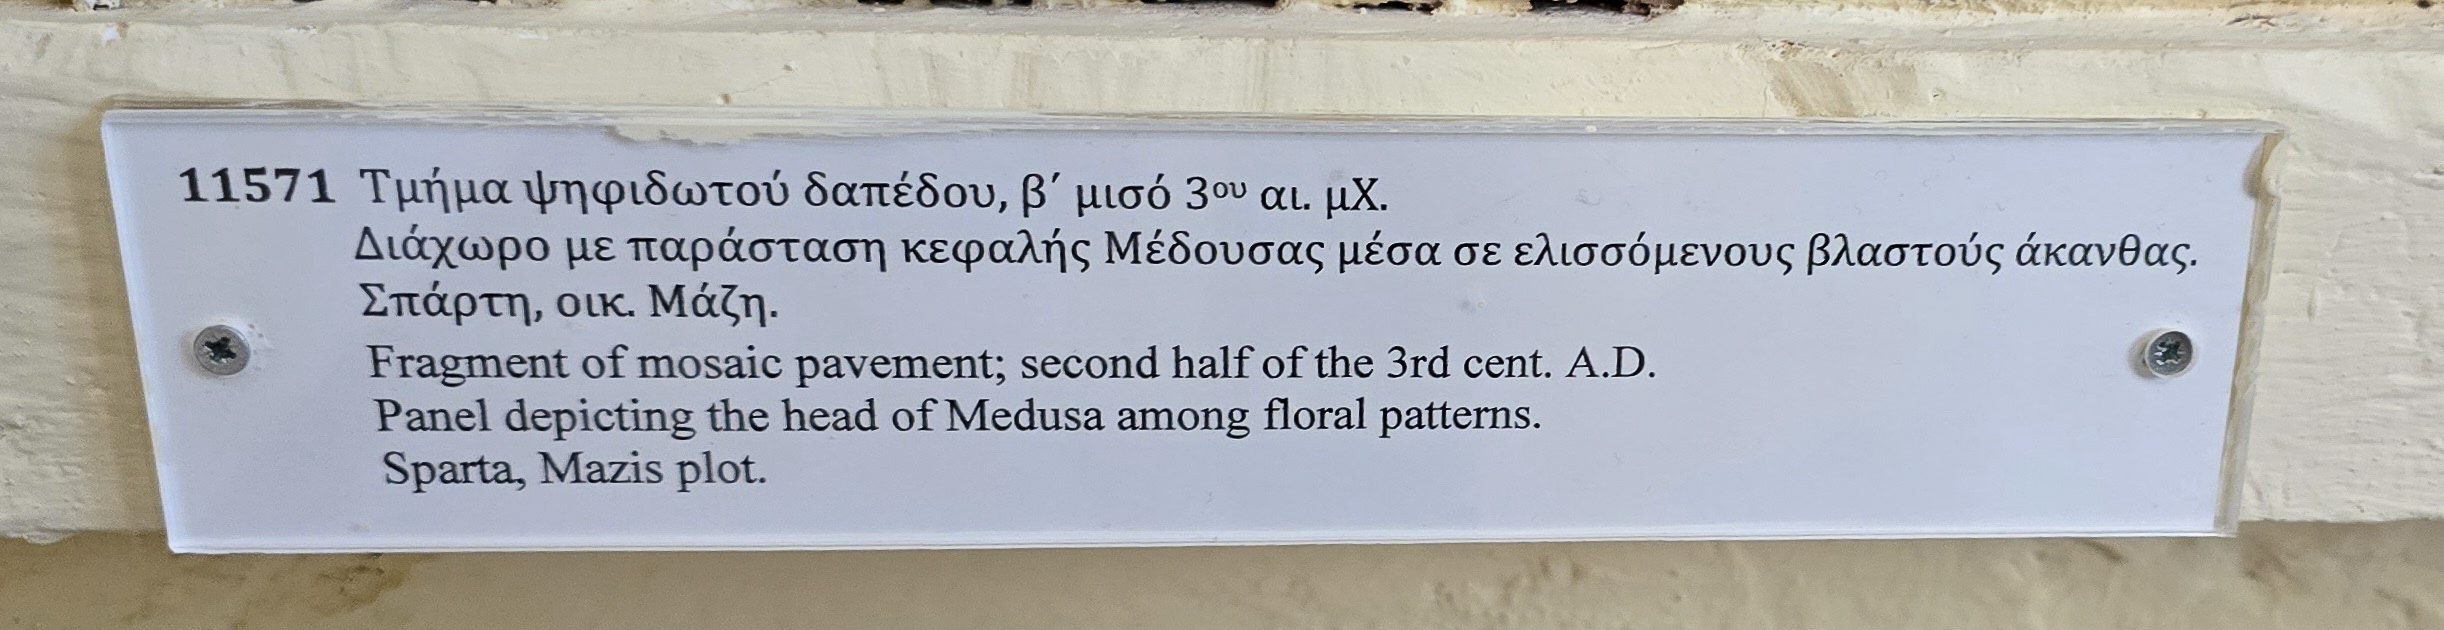 11571 Τμήμα ψηφιδωτού δαπέδου, β΄ μισό 3ου αι. μΧ.
Διάχωρο με παράσταση κεφαλής Μέδουσας μέσα σε ελισσόμενους βλαστούς άκανθας.
Σπάρτη, οικ. Μάζη.
Fragment of mosaic pavement; second half of the 3rd cent. A.D.
Panel depicting the head of Medusa among floral patterns.
Sparta, Mazis plot.